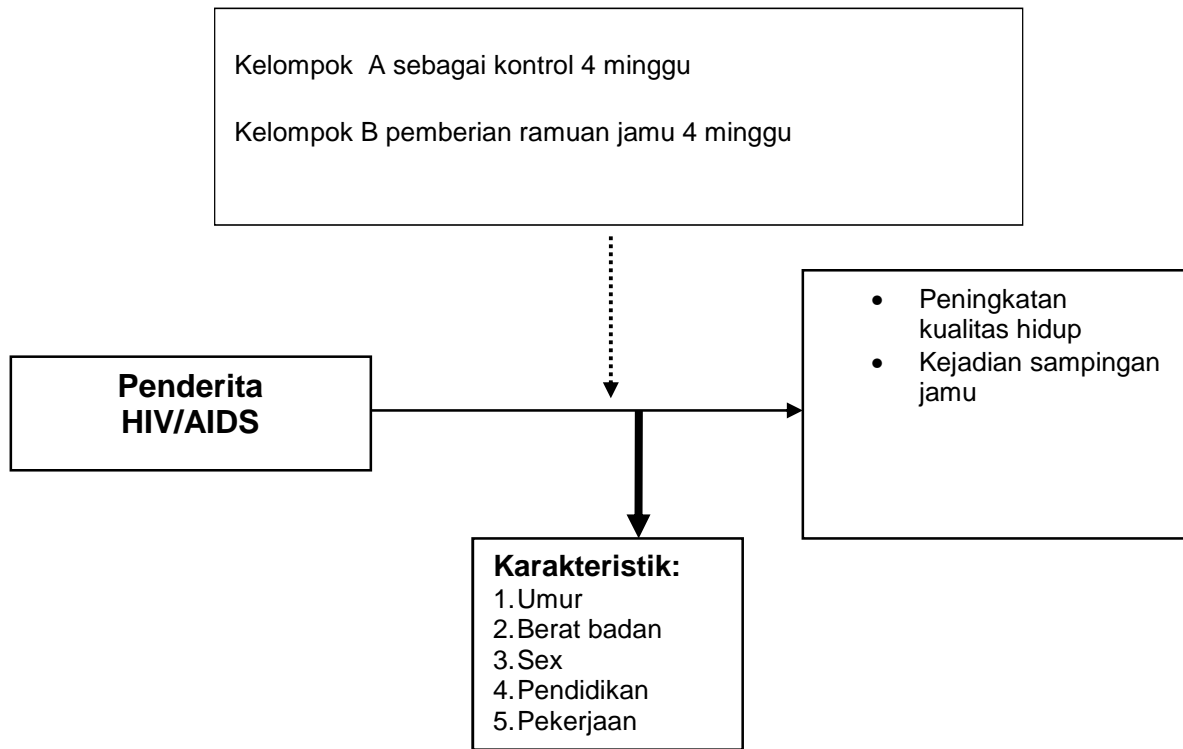 Kelompok  A sebagai kontrol 4 minggu
Kelompok B pemberian ramuan jamu 4 minggu
• Peningkatan
kualitas hidup
• Kejadian sampingan
jamu
Penderita
HIV/AIDS
Karakteristik:
1.Umur
2.Berat badan
3.Sex
4.Pendidikan
5.Pekerjaan